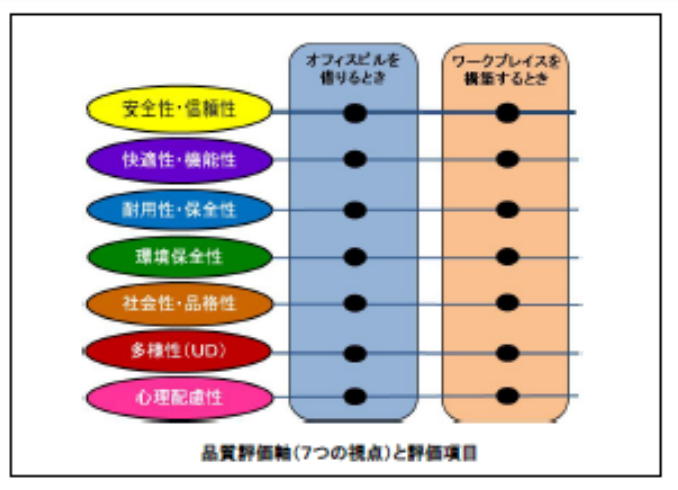 オフィスビルを
借りるとき
ワークプレイスを
構築するとき
安全性・信頼性
快適性・機能性
耐用性・保全性
環境保全性
社会性・品格性
多様性(UD)
心理配慮性
品質評価軸(7つの視点)と評価項目